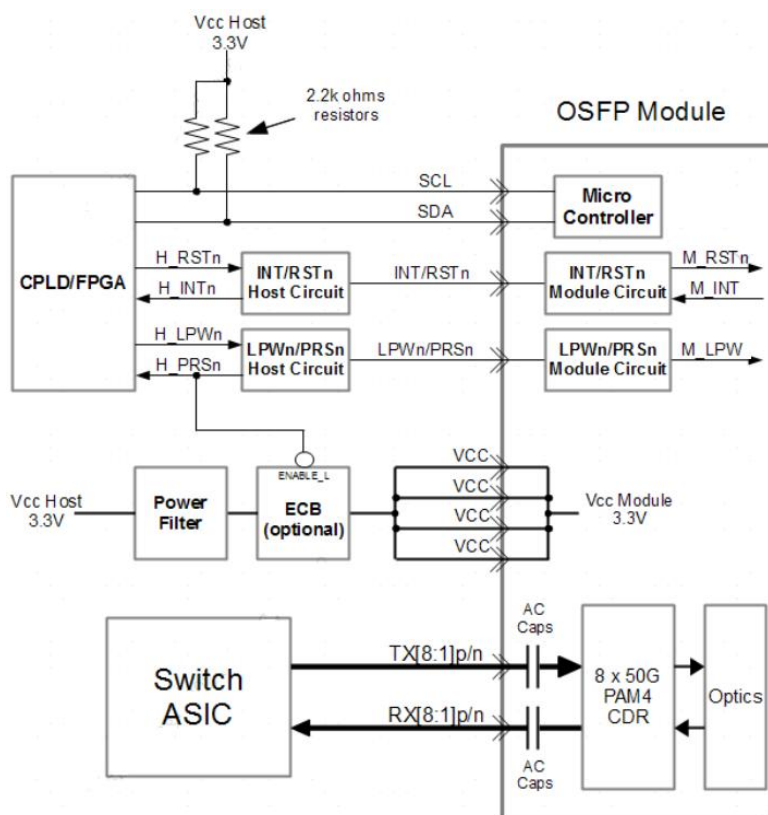 Vcc Host
3.3V
2.2k ohms
resistors
OSFP Module
SCL
SDA
Micro
Controller
CPLD/FPGA
H_RSTn
H_INTn
INT/RSTn
Host Circuit
INT/RSTn
INT/RSTn
Module Circuit
M_RSTn
M_INT
H_LPWn
H_PRSn
LPWn/PRSn
Host Circuit
LPWn/PRSn
LPWn/PRSn
Module Circuit
M_LPW
Vcc Host
3.3V
Power
Filter
ENABLE_L
ECB
(optional)
VCC
VCC
VCC
VCC
Vcc Module
3.3V
Switch
ASIC
TX[8:1]p/n
RX[8:1]p/n
AC
Caps
AC
Caps
8 x 50G
PAM4
CDR
Optics